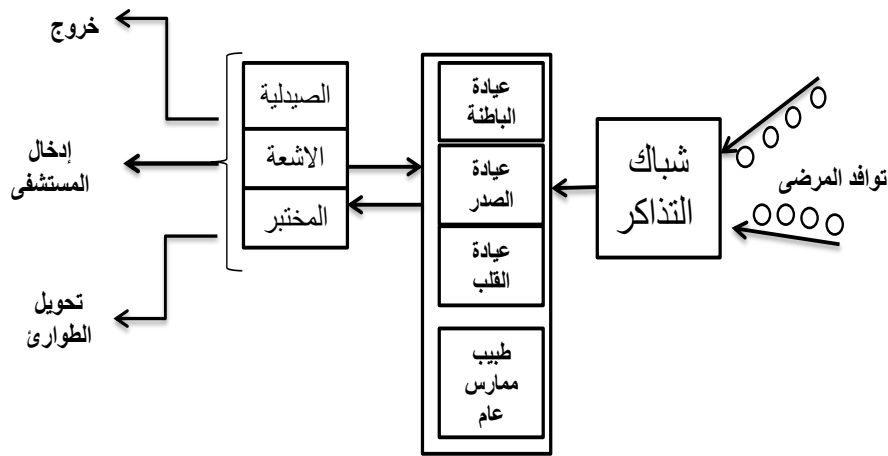 توافد المرضى
شباك
التذاكر
عيادة
الباطنة
عيادة
الصدر
عيادة
القلب
طبيب
ممارس
عام
الصيدلية
الاشعة
المختبر
خروج
إدخال
المستشفى
تحويل
الطوارئ